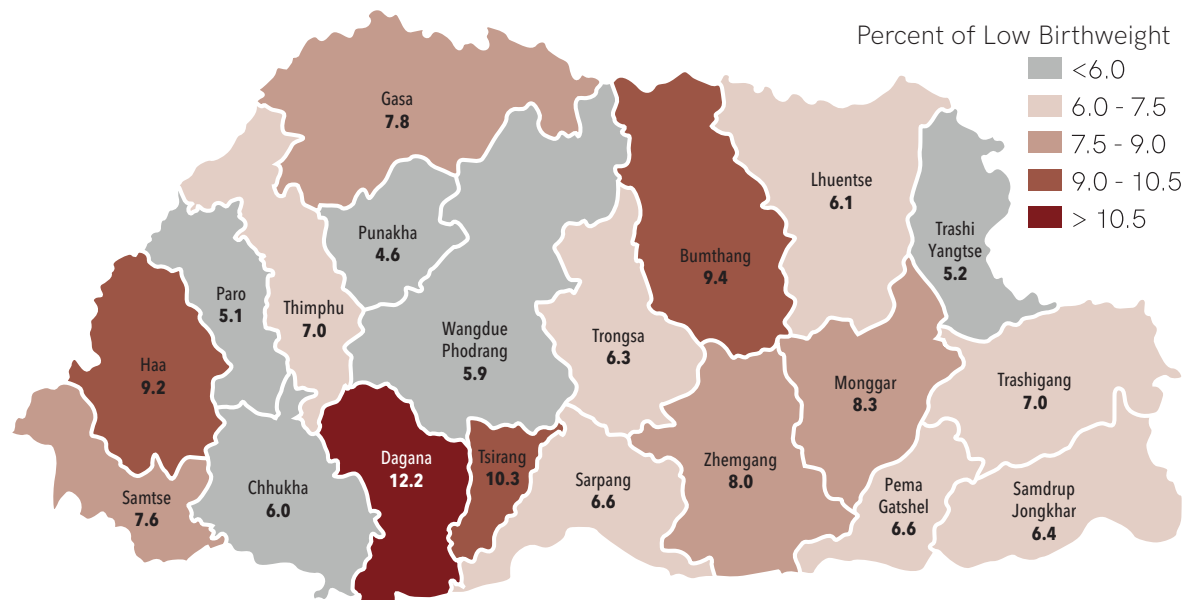 Percent of Low Birthweight
<6.0
6.0 - 7.5
7.5 - 9.0
9.0 - 10.5
> 10.5
Gasa
7.8
Punakha
4.6
Paro
5.1
Thimphu
7.0
Haa
9.2
Wangdue
Phodrang
5.9
Trongsa
6.3
Bumthang
9.4
Lhuentse
6.1
Trashi
Yangtse
5.2
Monggar
8.3
Trashigang
7.0
Samtse
7.6
Chhukha
6.0
Dagana
12.2
Tsirang
10.3
Sarpang
6.6
Zhemgang
8.0
Pema
Gatshel
6.6
Samdrup
Jongkhar
6.4